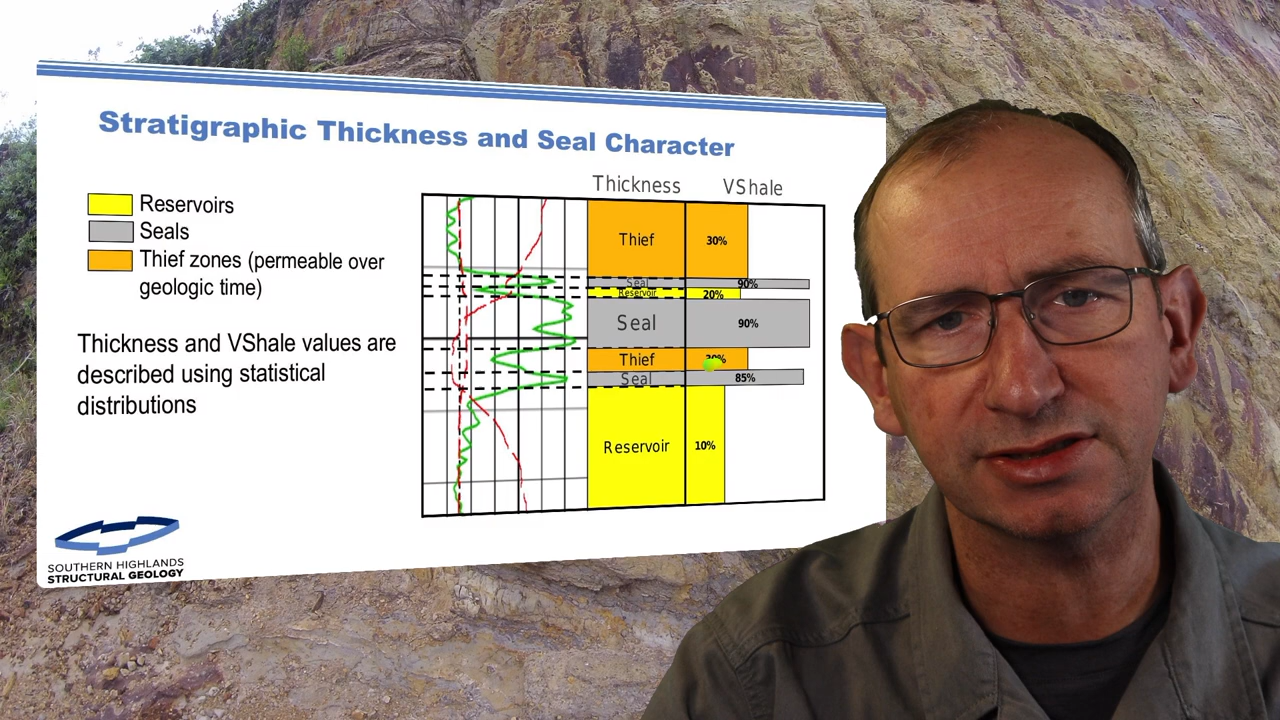 Stratigraphic Thickness and Seal Character
Reservoirs
Seals
Thief zones (permeable over
geologic time)
Thickness and VShale values are
described using statistical
distributions
Thickness VShale
Thief 30%
Seal 90%
Reservoir 20%
Seal 90%
Thief
Seal 85%
Reservoir 10%
SOUTHERN HIGHLANDS
STRUCTURAL GEOLOGY